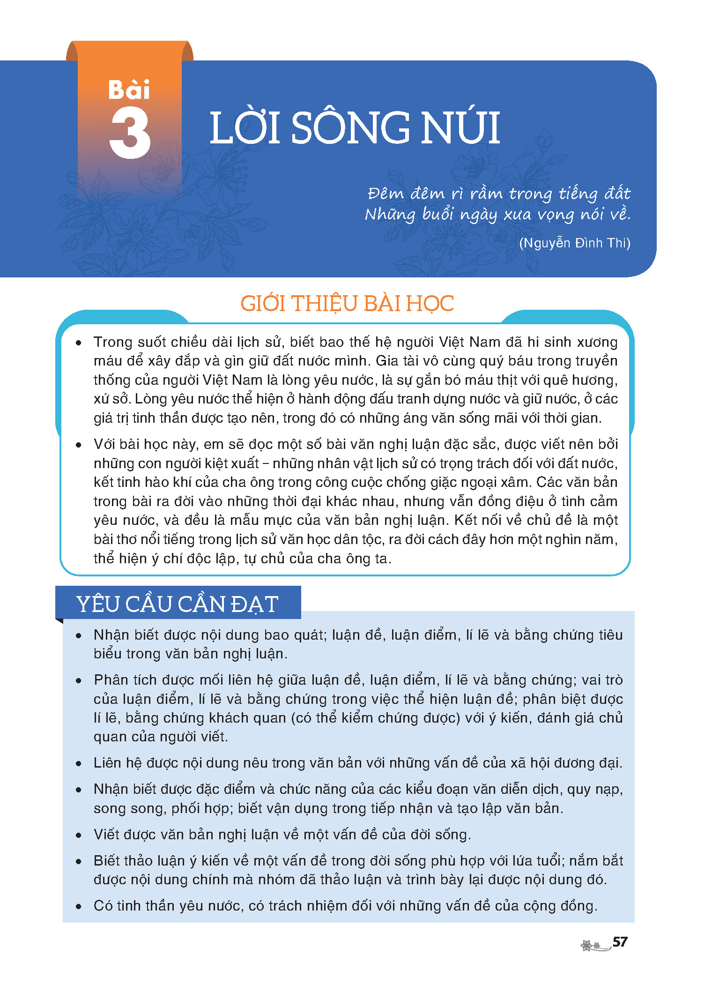 Bài
3
LỜI SÔNG NÚI
Đêm đêm rì rầm trong tiếng đất
Những buổi ngày xưa vọng nói về.
(Nguyễn Đình Thi)
GIỚI THIỆU BÀI HỌC
• Trong suốt chiều dài lịch sử, biết bao thế hệ người Việt Nam đã hi sinh xương
máu để xây đắp và gìn giữ đất nước mình. Gia tài vô cùng quý báu trong truyền
thống của người Việt Nam là lòng yêu nước, là sự gắn bó máu thịt với quê hương,
xứ sở. Lòng yêu nước thể hiện ở hành động đấu tranh dựng nước và giữ nước, ở các
giá trị tinh thần được tạo nên, trong đó có những áng văn sống mãi với thời gian.
• Với bài học này, em sẽ đọc một số bài văn nghị luận đặc sắc, được viết nên bởi
những con người kiệt xuất – những nhân vật lịch sử có trọng trách đối với đất nước,
kết tinh hào khí của cha ông trong công cuộc chống giặc ngoại xâm. Các văn bản
trong bài ra đời vào những thời đại khác nhau, nhưng vẫn đồng điệu ở tình cảm
yêu nước, và đều là mẫu mực của văn bản nghị luận. Kết nối về chủ đề là một
bài thơ nổi tiếng trong lịch sử văn học dân tộc, ra đời cách đây hơn một nghìn năm,
thể hiện ý chí độc lập, tự chủ của cha ông ta.
YÊU CẦU CẦN ĐẠT
• Nhận biết được nội dung bao quát; luận đề, luận điểm, lí lẽ và bằng chứng tiêu
biểu trong văn bản nghị luận.
• Phân tích được mối liên hệ giữa luận đề, luận điểm, lí lẽ và bằng chứng; vai trò
của luận điểm, lí lẽ và bằng chứng trong việc thể hiện luận đề; phân biệt được
lí lẽ, bằng chứng khách quan (có thể kiểm chứng được) với ý kiến, đánh giá chủ
quan của người viết.
• Liên hệ được nội dung nêu trong văn bản với những vấn đề của xã hội đương đại.
• Nhận biết được đặc điểm và chức năng của các kiểu đoạn văn diễn dịch, quy nạp,
song song, phối hợp; biết vận dụng trong tiếp nhận và tạo lập văn bản.
• Viết được văn bản nghị luận về một vấn đề của đời sống.
• Biết thảo luận ý kiến về một vấn đề trong đời sống phù hợp với lứa tuổi; nắm bắt
được nội dung chính mà nhóm đã thảo luận và trình bày lại được nội dung đó.
• Có tinh thần yêu nước, có trách nhiệm đối với những vấn đề của cộng đồng.
57